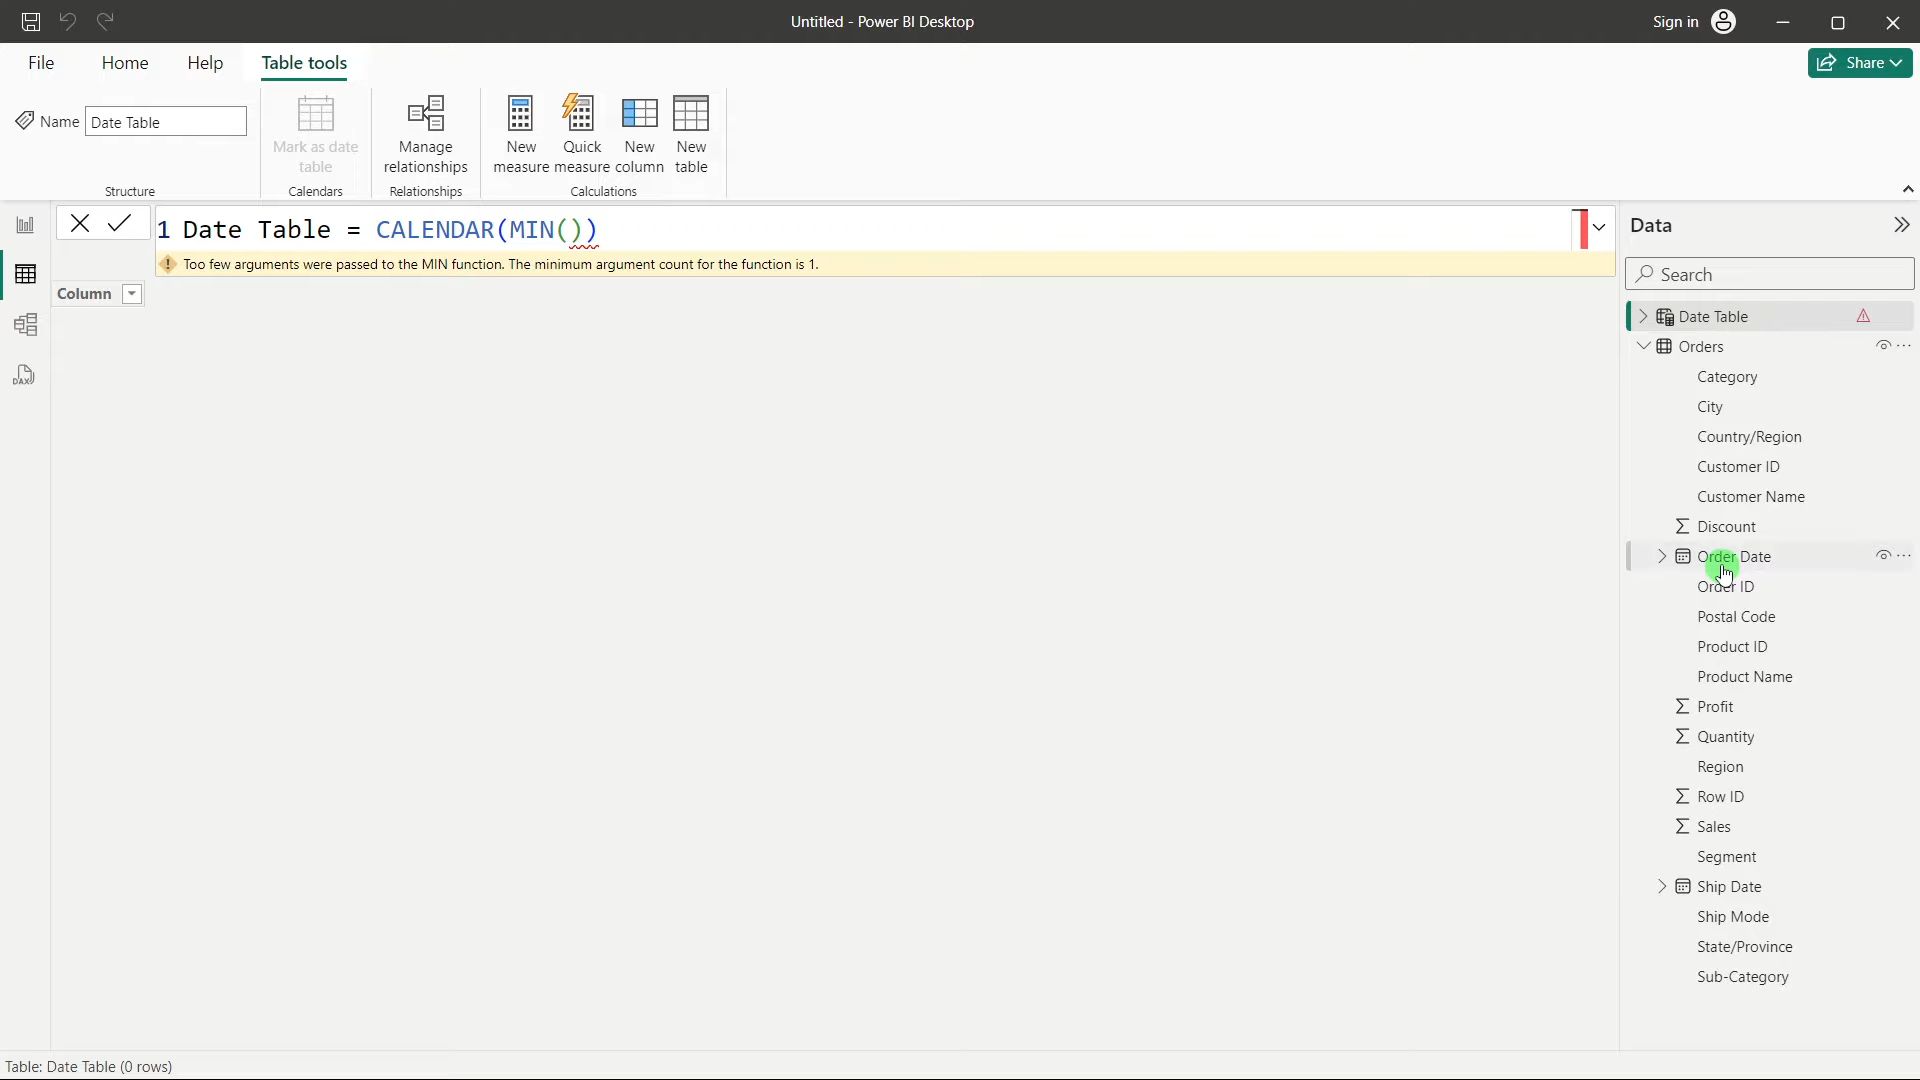 Untitled - Power BI Desktop
Sign in
File
Home
Help
Table tools
Share
Name
Date Table
Mark as date
table
Manage
relationships
New
measure
Quick
measure
New
column
New
table
Structure
Calendars
Relationships
Calculations
1 Date Table = CALENDAR(MIN())
Too few arguments were passed to the MIN function. The minimum argument count for the function is 1.
Column
DAX
Data
Search
Date Table
Orders
Category
City
Country/Region
Customer ID
Customer Name
Discount
Order Date
Order ID
Postal Code
Product ID
Product Name
Profit
Quantity
Region
Row ID
Sales
Segment
Ship Date
Ship Mode
State/Province
Sub-Category
Table: Date Table (0 rows)